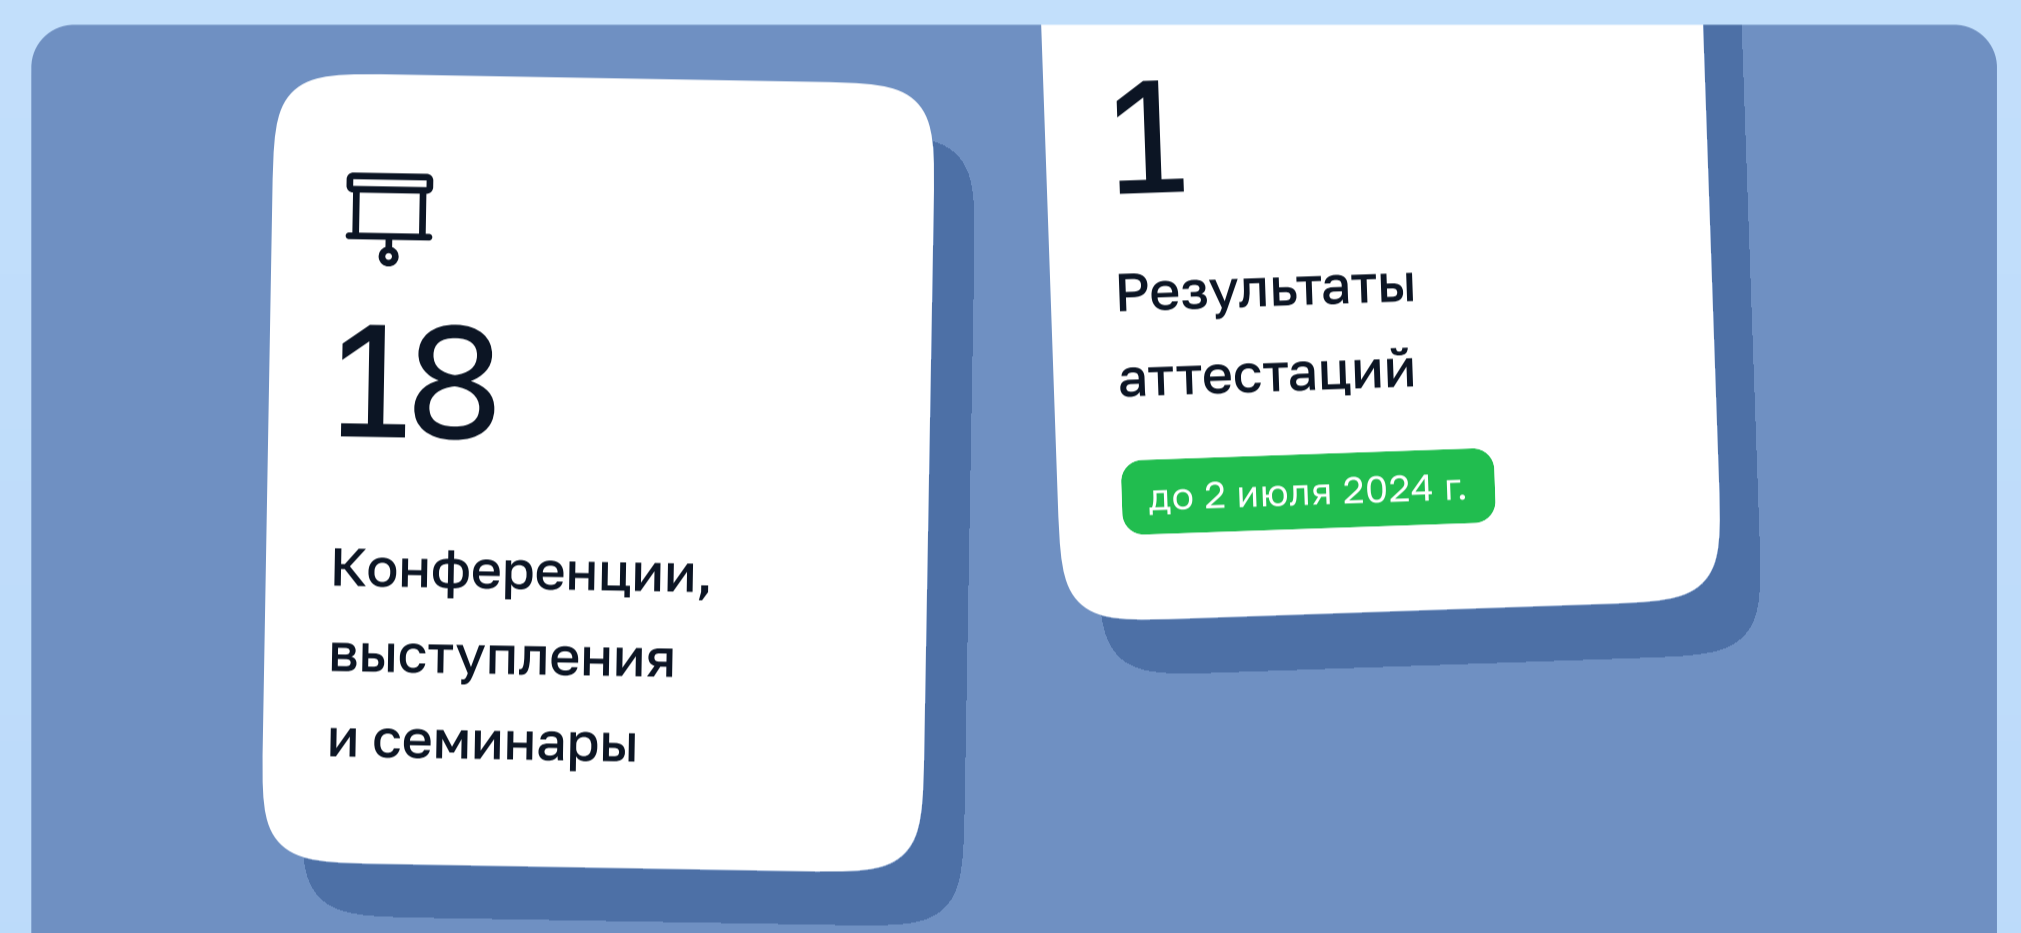 18
Конференции,
выступления
и семинары
1
Результаты
аттестаций
до 2 июля 2024 г.